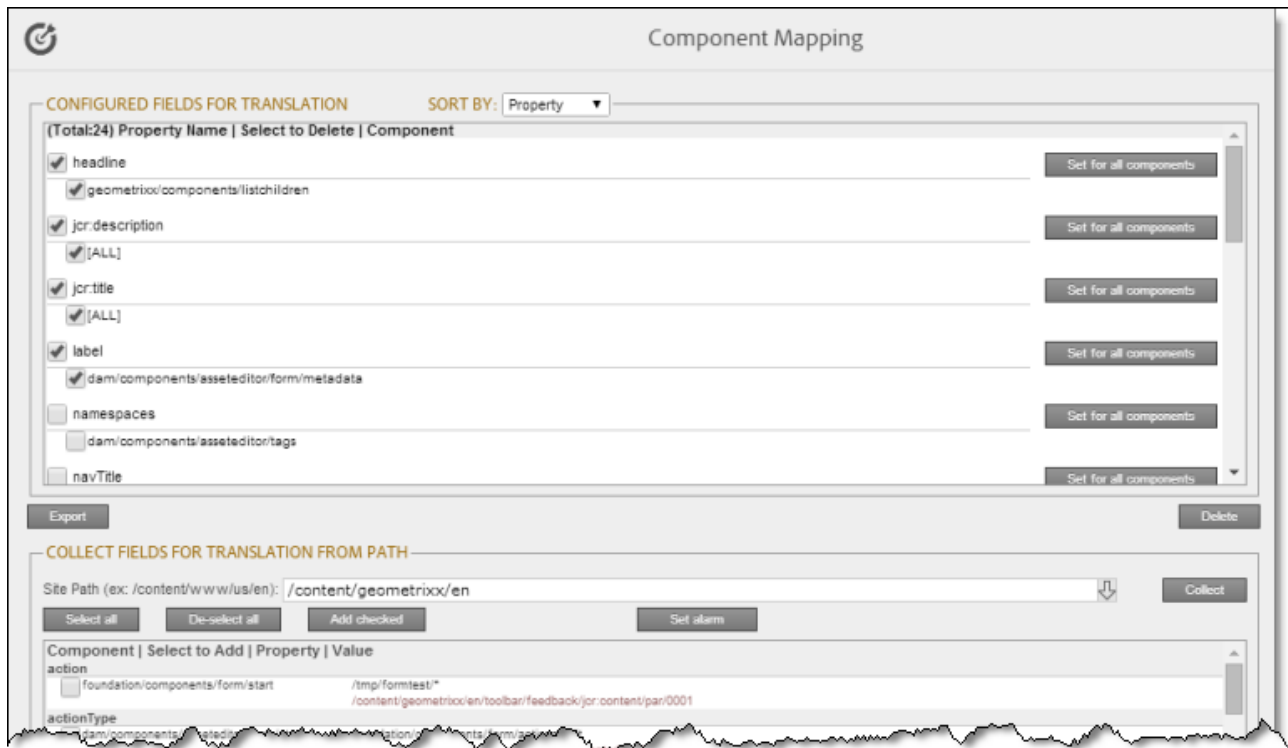 Component Mapping
CONFIGURED FIELDS FOR TRANSLATION SORT BY: Property
(Total:24) Property Name | Select to Delete | Component
headline Set for all components
geometrixx/components/listchildren
jcr:description Set for all components
[ALL]
jcr:title Set for all components
[ALL]
label Set for all components
dam/components/asseteditor/form/metadata
namespaces Set for all components
dam/components/asseteditor/tags
navTitle Set for all components
Export Delete
COLLECT FIELDS FOR TRANSLATION FROM PATH
Site Path (ex: /content/www/us/en): /content/geometrixx/en Collect
Select all De-select all Add checked Set alarm
Component | Select to Add | Property | Value
action
foundation/components/form/start /tmp/formtest/*
/content/geometrixx/en/toolbar/feedback/jcr:content/par/0001
actionType